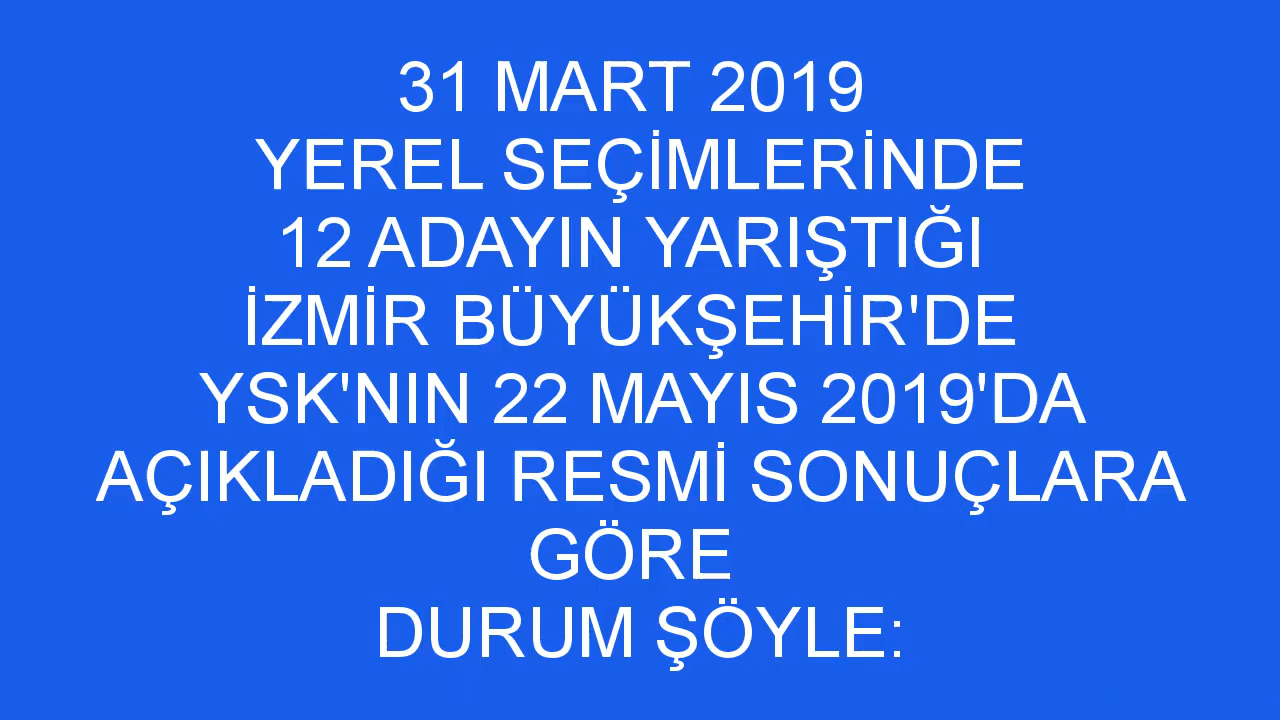 31 MART 2019
YEREL SEÇİMLERİNDE
12 ADAYIN YARIŞTIĞI
İZMİR BÜYÜKŞEHİR'DE
YSK'NIN 22 MAYIS 2019'DA
AÇIKLADIĞI RESMİ SONUÇLARA
GÖRE
DURUM ŞÖYLE: